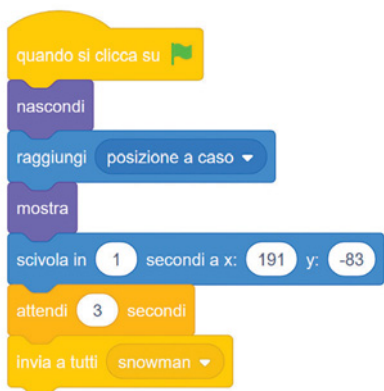 quando si clicca su
nascondi
raggiungi posizione a caso
mostra
scivola in 1 secondi a x: 191 y: -83
attendi 3 secondi
invia a tutti snowman